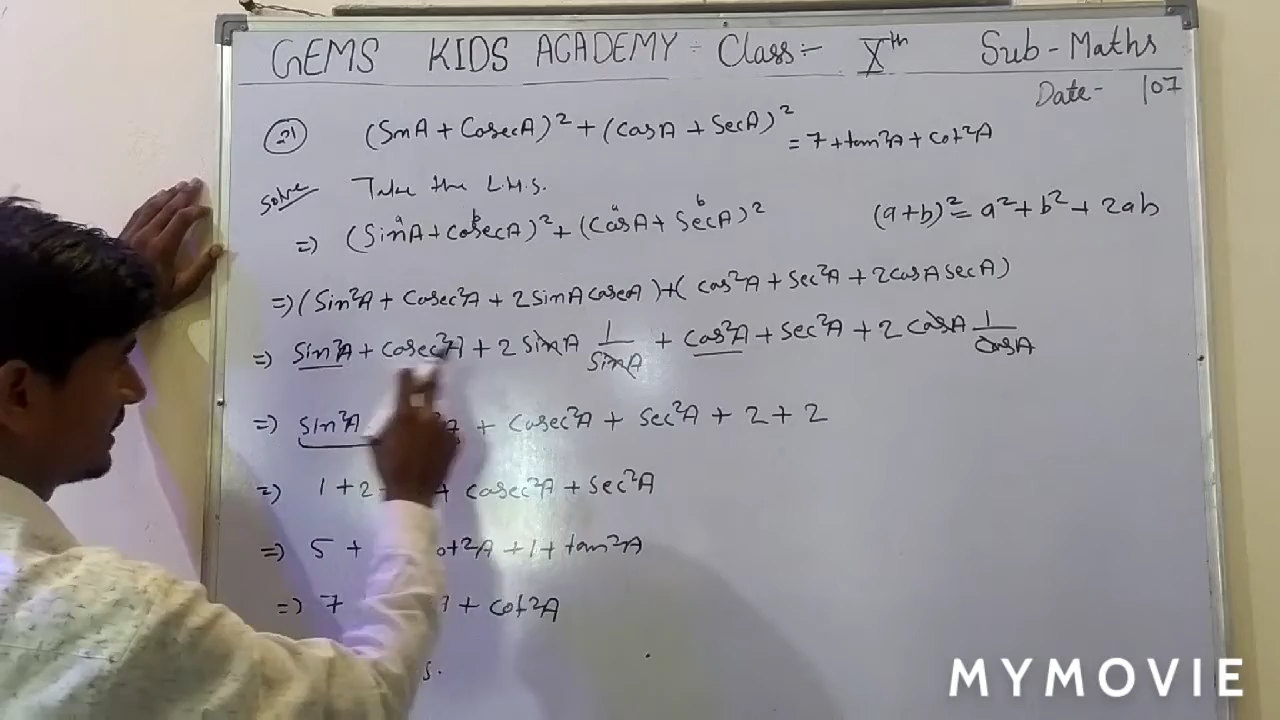 GEMS KIDS ACADEMY - Class:- Xth Sub-Maths
Date- 107
(21) (SinA + CosecA)² + (CosA + SecA)² = 7 + tan²A + cot²A
Solve Take the L.H.S.
a b a b
=) (SinA + CosecA)² + (CosA + SecA)² (a+b)² = a² + b² + 2ab
=) (Sin²A + Cosec²A + 2SinA CosecA) + (Cos²A + Sec²A + 2CosA SecA)
=) Sin²A + Cosec²A + 2 SinA 1/SinA + Cos²A + Sec²A + 2 CosA 1/CosA
=) Sin²A ²A + Cosec²A + Sec²A + 2 + 2
=) 1 + 2 + Cosec²A + Sec²A
=) 5 + ot²A + 1 + tan²A
=) 7 + Cot²A
s.
MYMOVIE